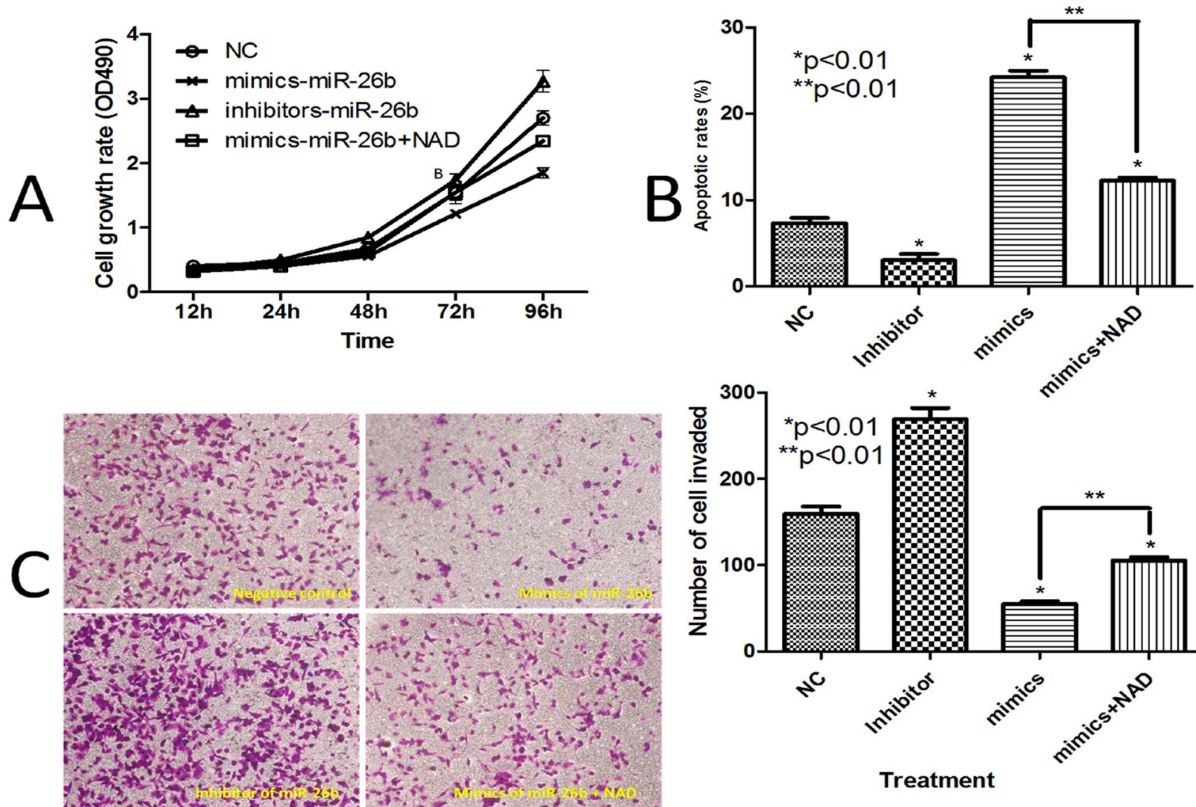 A
Cell growth rate (OD490)
4
3
2
1
0
NC
mimics-miR-26b
inhibitors-miR-26b
mimics-miR-26b+NAD
B
12h 24h 48h 72h 96h
Time
B
Apoptotic rates (%)
30
20
10
0
*p<0.01
**p<0.01
**
*
*
*
NC Inhibitor mimics mimics+NAD
C
Negative control
Mimics of miR-26b
Inhibitor of miR-26b
Mimics of miR-26b + NAD
Number of cell invaded
300
200
100
0
*p<0.01
**p<0.01
*
**
*
*
NC Inhibitor mimics mimics+NAD
Treatment